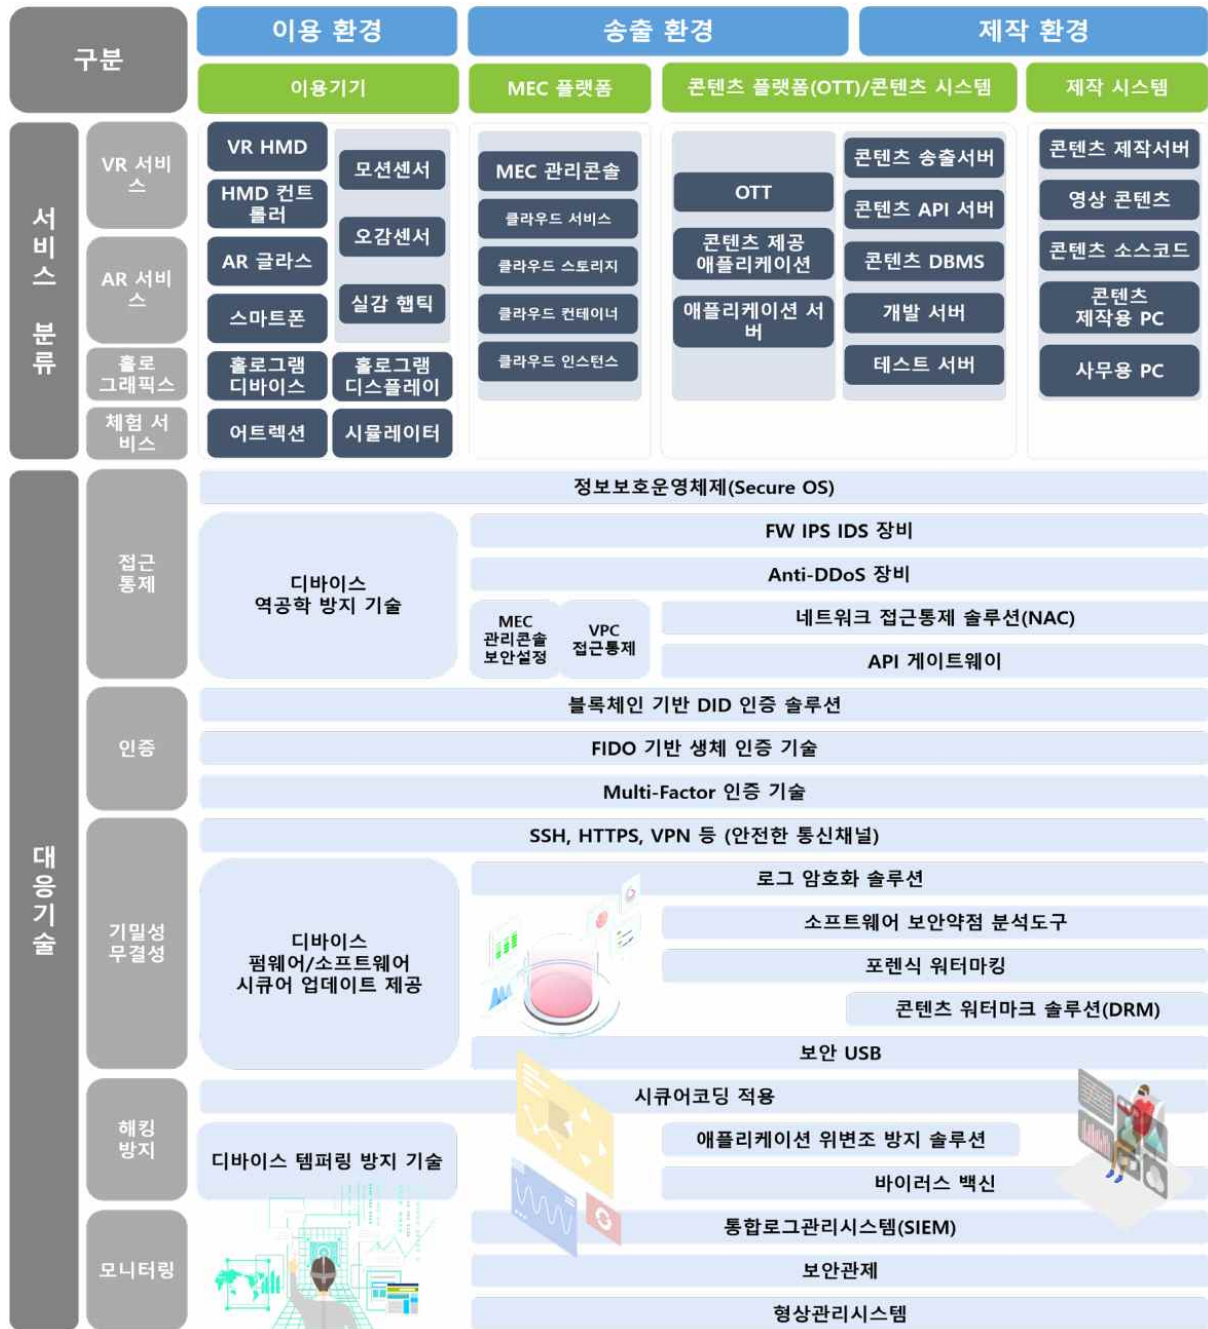 구분
이용 환경
송출 환경
제작 환경
이용기기
MEC 플랫폼
콘텐츠 플랫폼(OTT)/콘텐츠 시스템
제작 시스템
서비스 분류
VR 서비
스
AR 서비
스
홀로
그래픽스
체험 서
비스
VR HMD
HMD 컨트
롤러
AR 글라스
스마트폰
홀로그램
디바이스
어트렉션
모션센서
오감센서
실감 햅틱
홀로그램
디스플레이
시뮬레이터
MEC 관리콘솔
클라우드 서비스
클라우드 스토리지
클라우드 컨테이너
클라우드 인스턴스
OTT
콘텐츠 제공
애플리케이션
애플리케이션 서
버
콘텐츠 송출서버
콘텐츠 API 서버
콘텐츠 DBMS
개발 서버
테스트 서버
콘텐츠 제작서버
영상 콘텐츠
콘텐츠 소스코드
콘텐츠
제작용 PC
사무용 PC
대응기술
접근
통제
정보보호운영체제(Secure OS)
디바이스
역공학 방지 기술
FW IPS IDS 장비
Anti-DDoS 장비
MEC
관리콘솔
보안설정
VPC
접근통제
네트워크 접근통제 솔루션(NAC)
API 게이트웨이
인증
블록체인 기반 DID 인증 솔루션
FIDO 기반 생체 인증 기술
Multi-Factor 인증 기술
기밀성
무결성
SSH, HTTPS, VPN 등 (안전한 통신채널)
디바이스
펌웨어/소프트웨어
시큐어 업데이트 제공
로그 암호화 솔루션
소프트웨어 보안약점 분석도구
포렌식 워터마킹
콘텐츠 워터마크 솔루션(DRM)
보안 USB
해킹
방지
시큐어코딩 적용
디바이스 템퍼링 방지 기술
애플리케이션 위변조 방지 솔루션
바이러스 백신
모니터링
통합로그관리시스템(SIEM)
보안관제
형상관리시스템